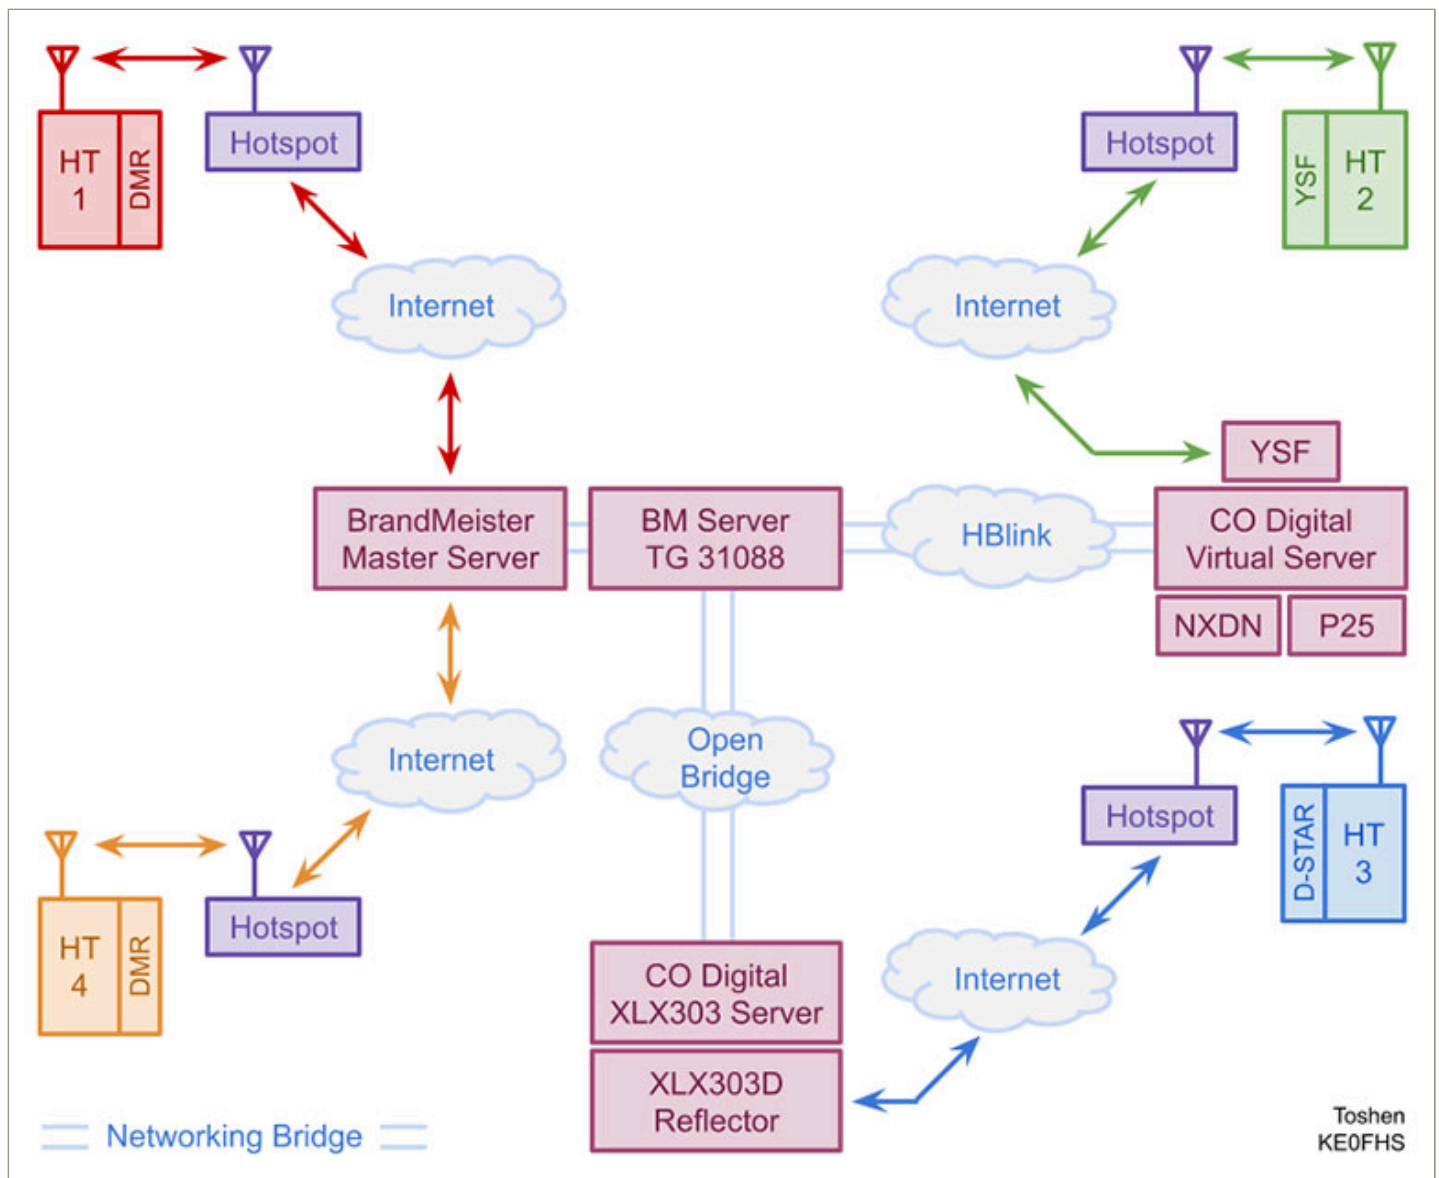 HT
1
DMR
Hotspot
Hotspot
YSF
HT
2
Internet
Internet
YSF
BrandMeister
Master Server
BM Server
TG 31088
HBlink
CO Digital
Virtual Server
NXDN
P25
Internet
Open
Bridge
Hotspot
D-STAR
HT
3
HT
4
DMR
Hotspot
CO Digital
XLX303 Server
Internet
XLX303D
Reflector
Networking Bridge
Toshen
KE0FHS